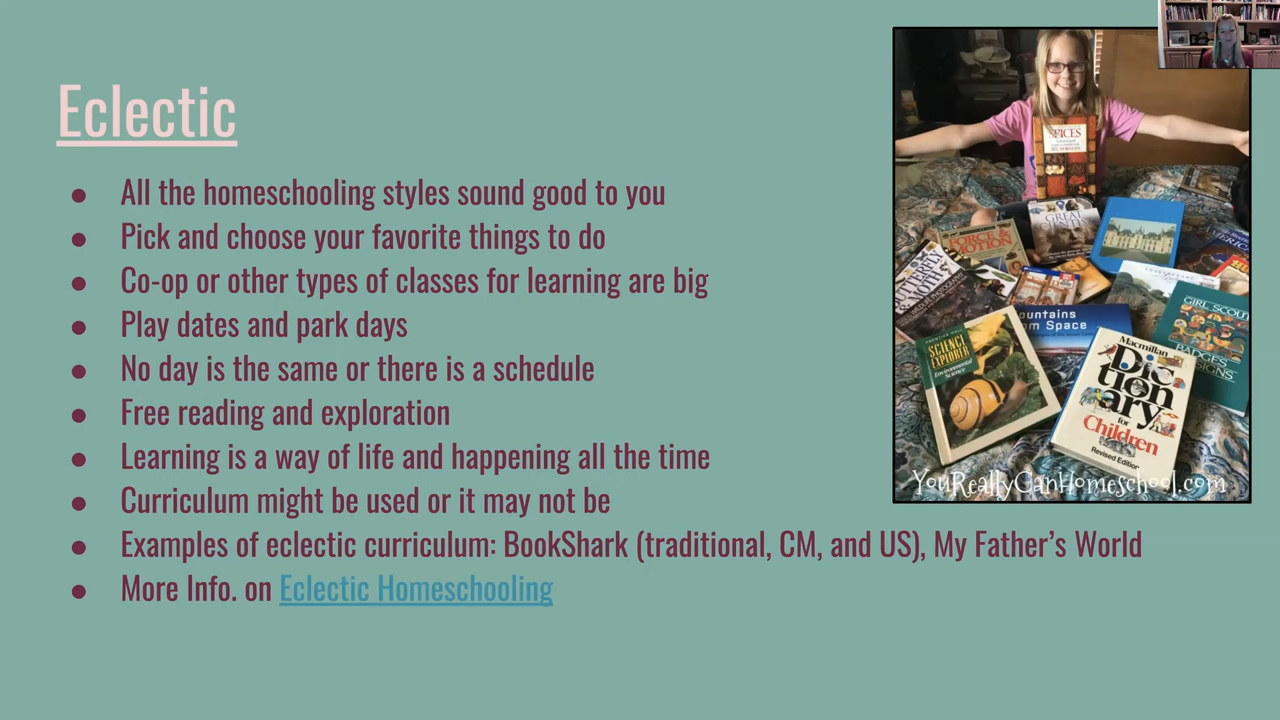 Eclectic
● All the homeschooling styles sound good to you
● Pick and choose your favorite things to do
● Co-op or other types of classes for learning are big
● Play dates and park days
● No day is the same or there is a schedule
● Free reading and exploration
● Learning is a way of life and happening all the time
● Curriculum might be used or it may not be
● Examples of eclectic curriculum: BookShark (traditional, CM, and US), My Father’s World
● More Info. on Eclectic Homeschooling
SPICES
FORCE &
MOTION
GREAT
GIRL SCOUT
BADGES
SIGNS
ountains
om Space
SCIENCE
EXPLORER
Environmental
Science
Macmillan
Dic
tion
ary
for
Children
Revised Edition
YouReallyCanHomeschool.com